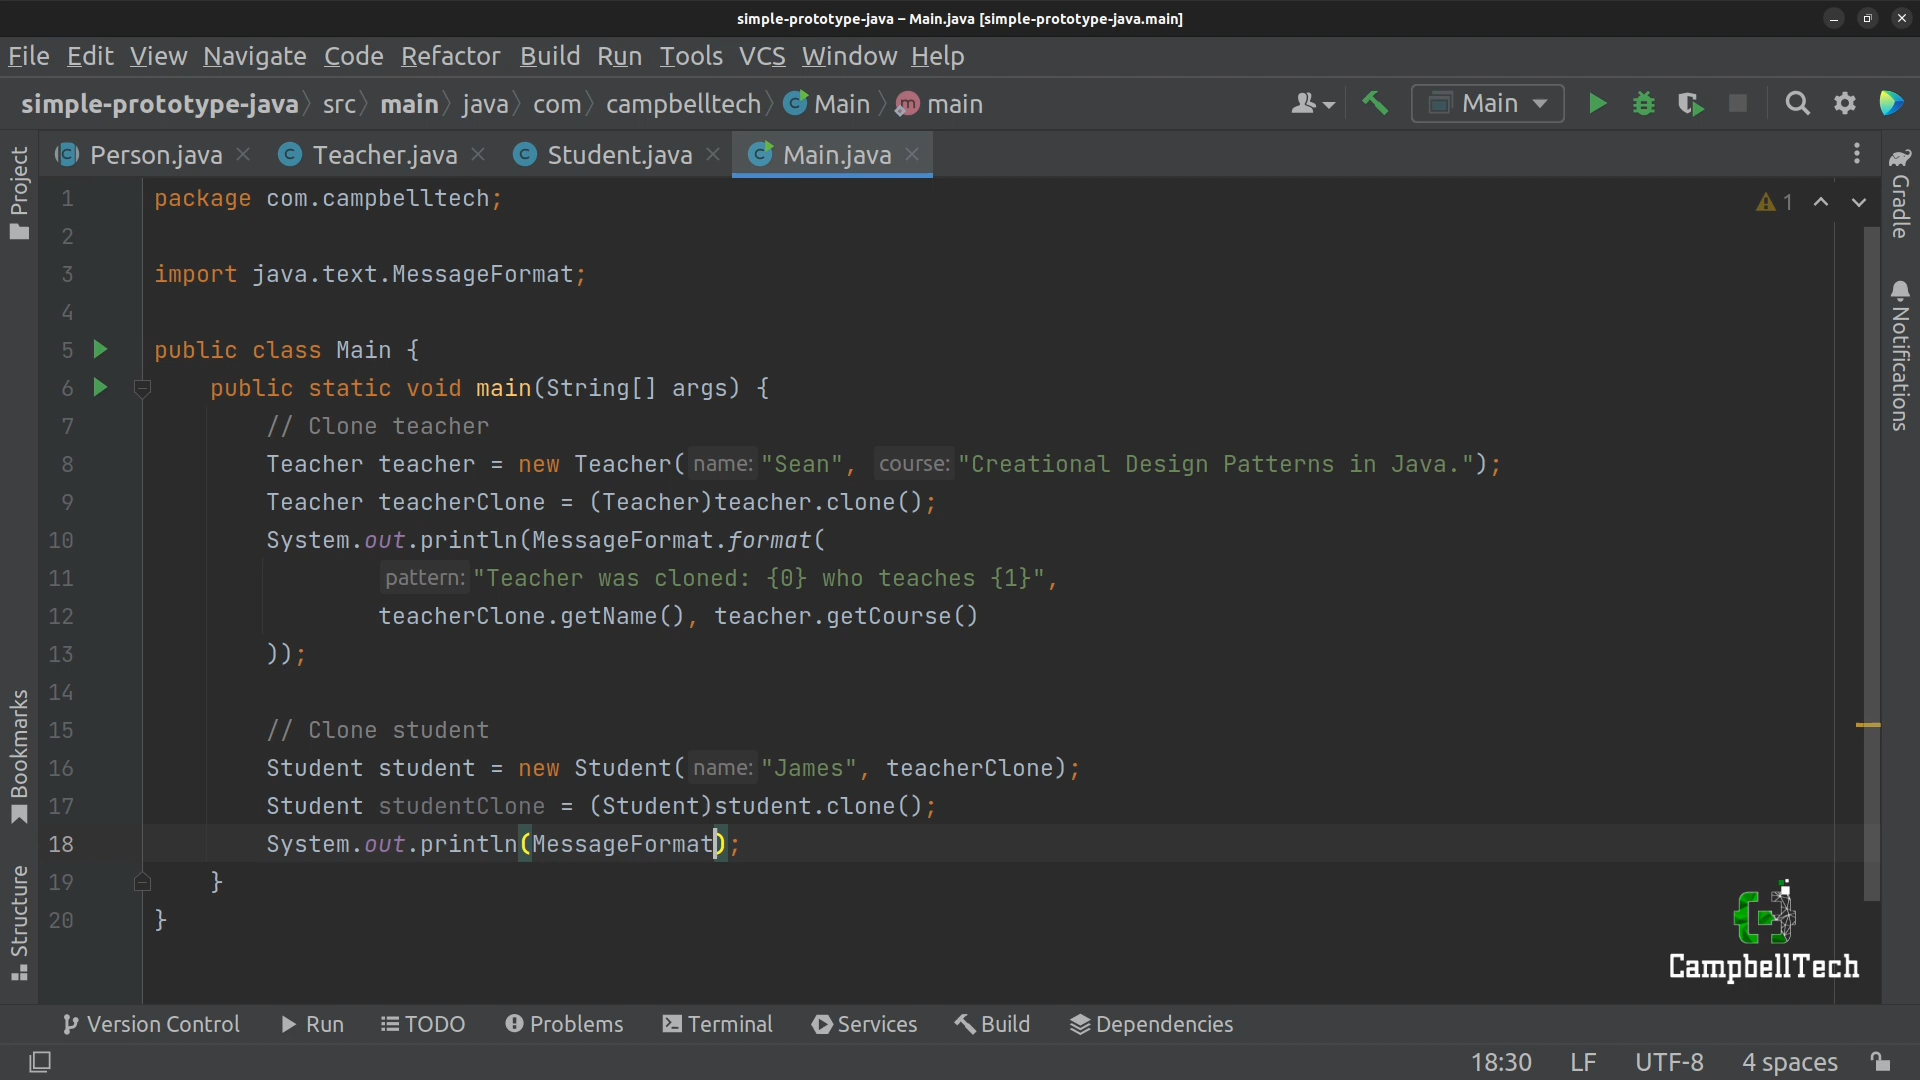 simple-prototype-java – Main.java [simple-prototype-java.main]
File Edit View Navigate Code Refactor Build Run Tools VCS Window Help
simple-prototype-java src main java com campbelltech Main main
Main
Person.java Teacher.java Student.java Main.java
Project
Bookmarks
Structure
1 package com.campbelltech;
1
2
3 import java.text.MessageFormat;
4
5 public class Main {
6 public static void main(String[] args) {
7 // Clone teacher
8 Teacher teacher = new Teacher( name: "Sean", course: "Creational Design Patterns in Java.");
9 Teacher teacherClone = (Teacher)teacher.clone();
10 System.out.println(MessageFormat.format(
11 pattern: "Teacher was cloned: {0} who teaches {1}",
12 teacherClone.getName(), teacher.getCourse()
13 ));
14
15 // Clone student
16 Student student = new Student( name: "James", teacherClone);
17 Student studentClone = (Student)student.clone();
18 System.out.println(MessageFormat);
19 }
20 }
Gradle
Notifications
CampbellTech
Version Control Run TODO Problems Terminal Services Build Dependencies
18:30 LF UTF-8 4 spaces